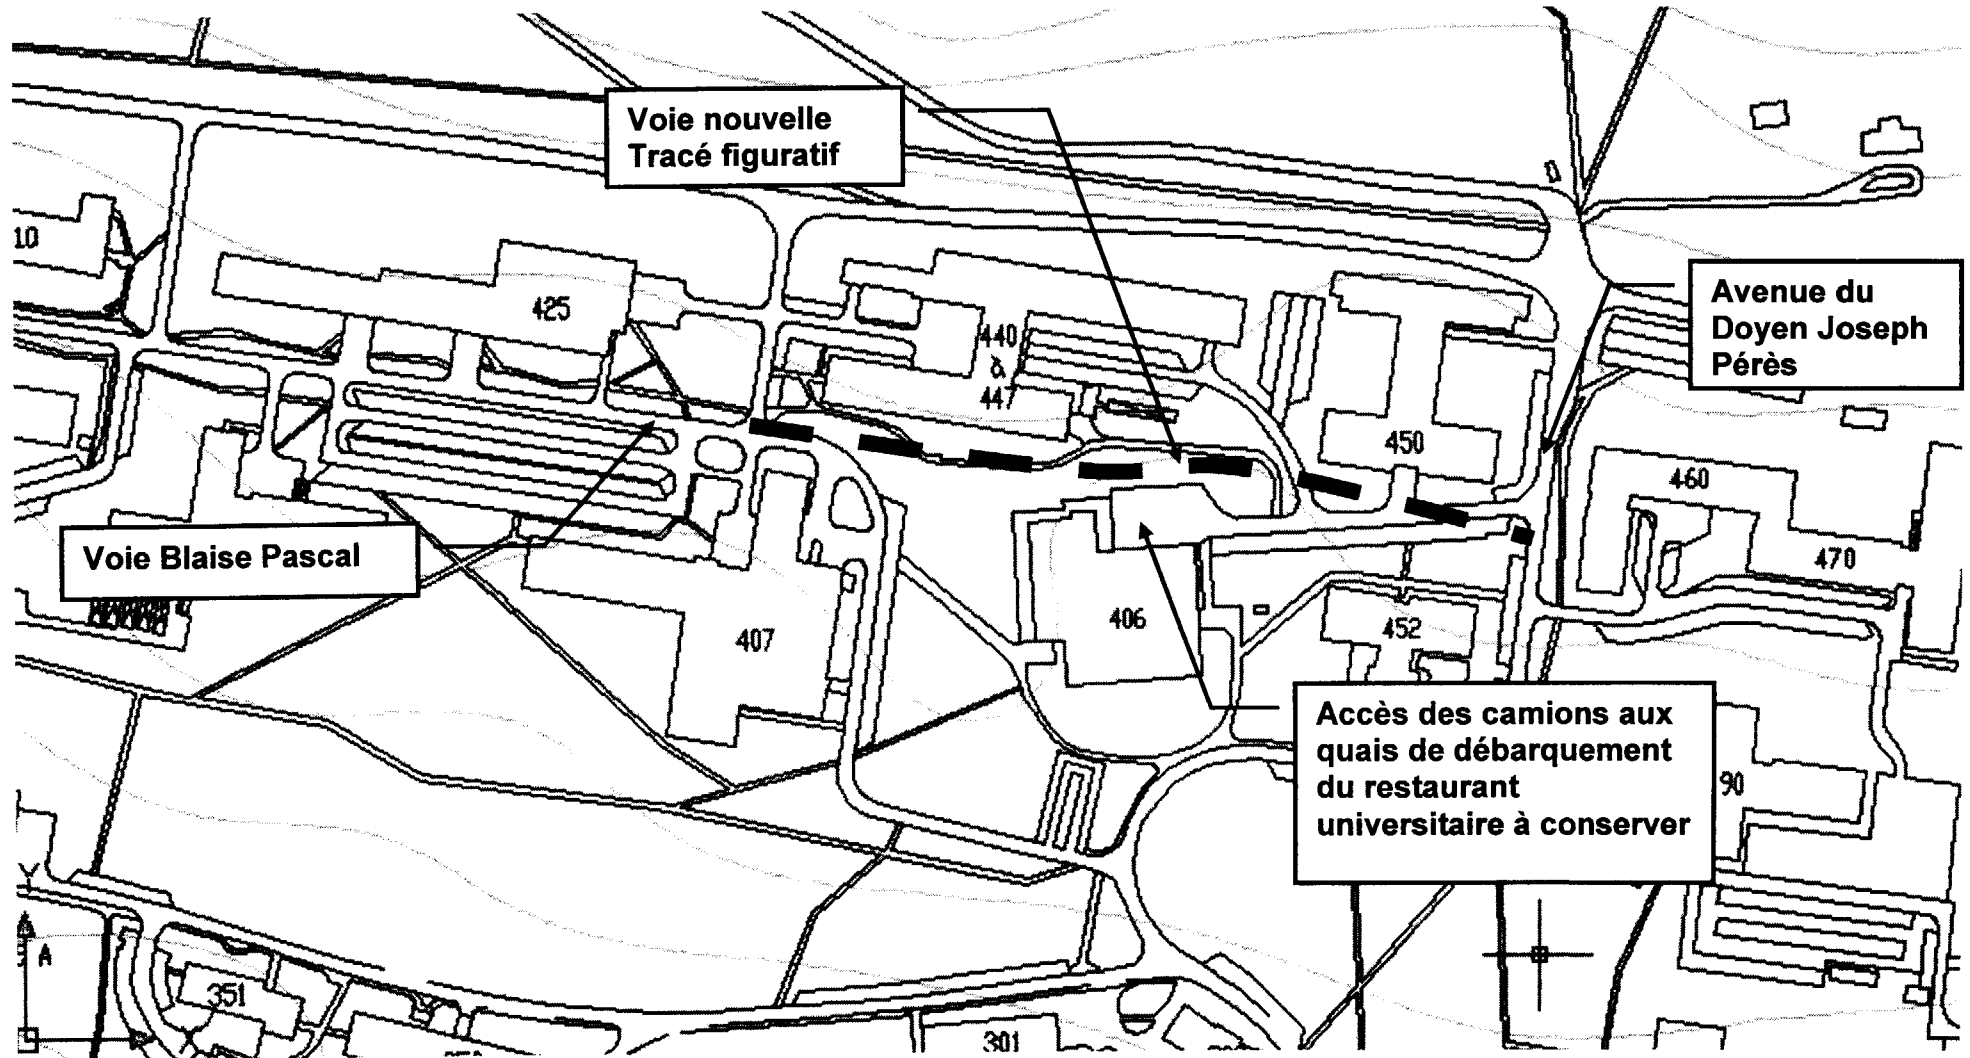 Voie nouvelle
Tracé figuratif
10
425
440
à
447
450
Avenue du
Doyen Joseph
Pérès
460
470
Voie Blaise Pascal
407
406
452
Accès des camions aux
quais de débarquement
du restaurant
universitaire à conserver
90
Y
A
351
301